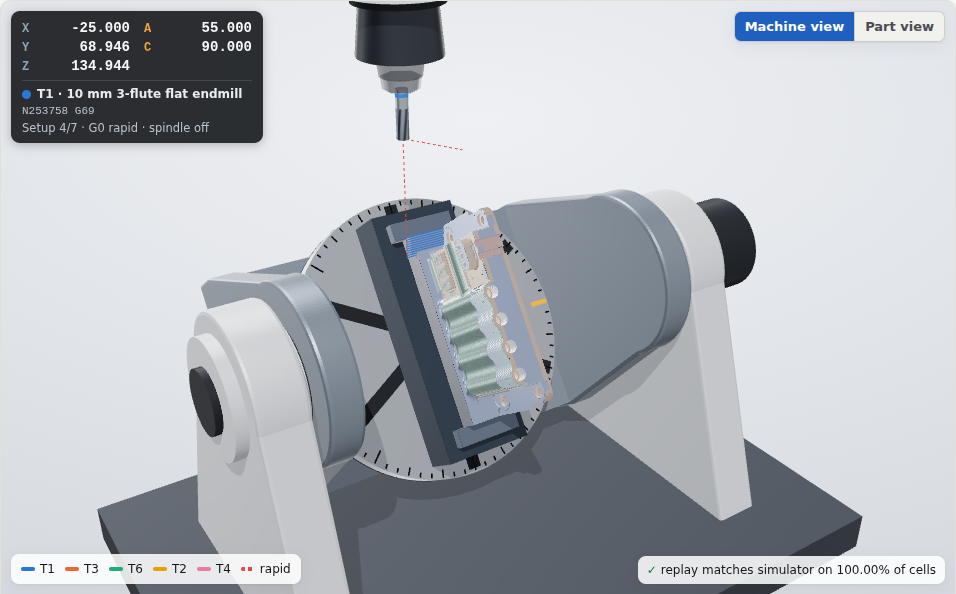 X -25.000 A 55.000
Y 68.946 C 90.000
Z 134.944
T1 · 10 mm 3-flute flat endmill
N253758 G69
Setup 4/7 · G0 rapid · spindle off
Machine view Part view
T1 T3 T6 T2 T4 rapid
✓ replay matches simulator on 100.00% of cells